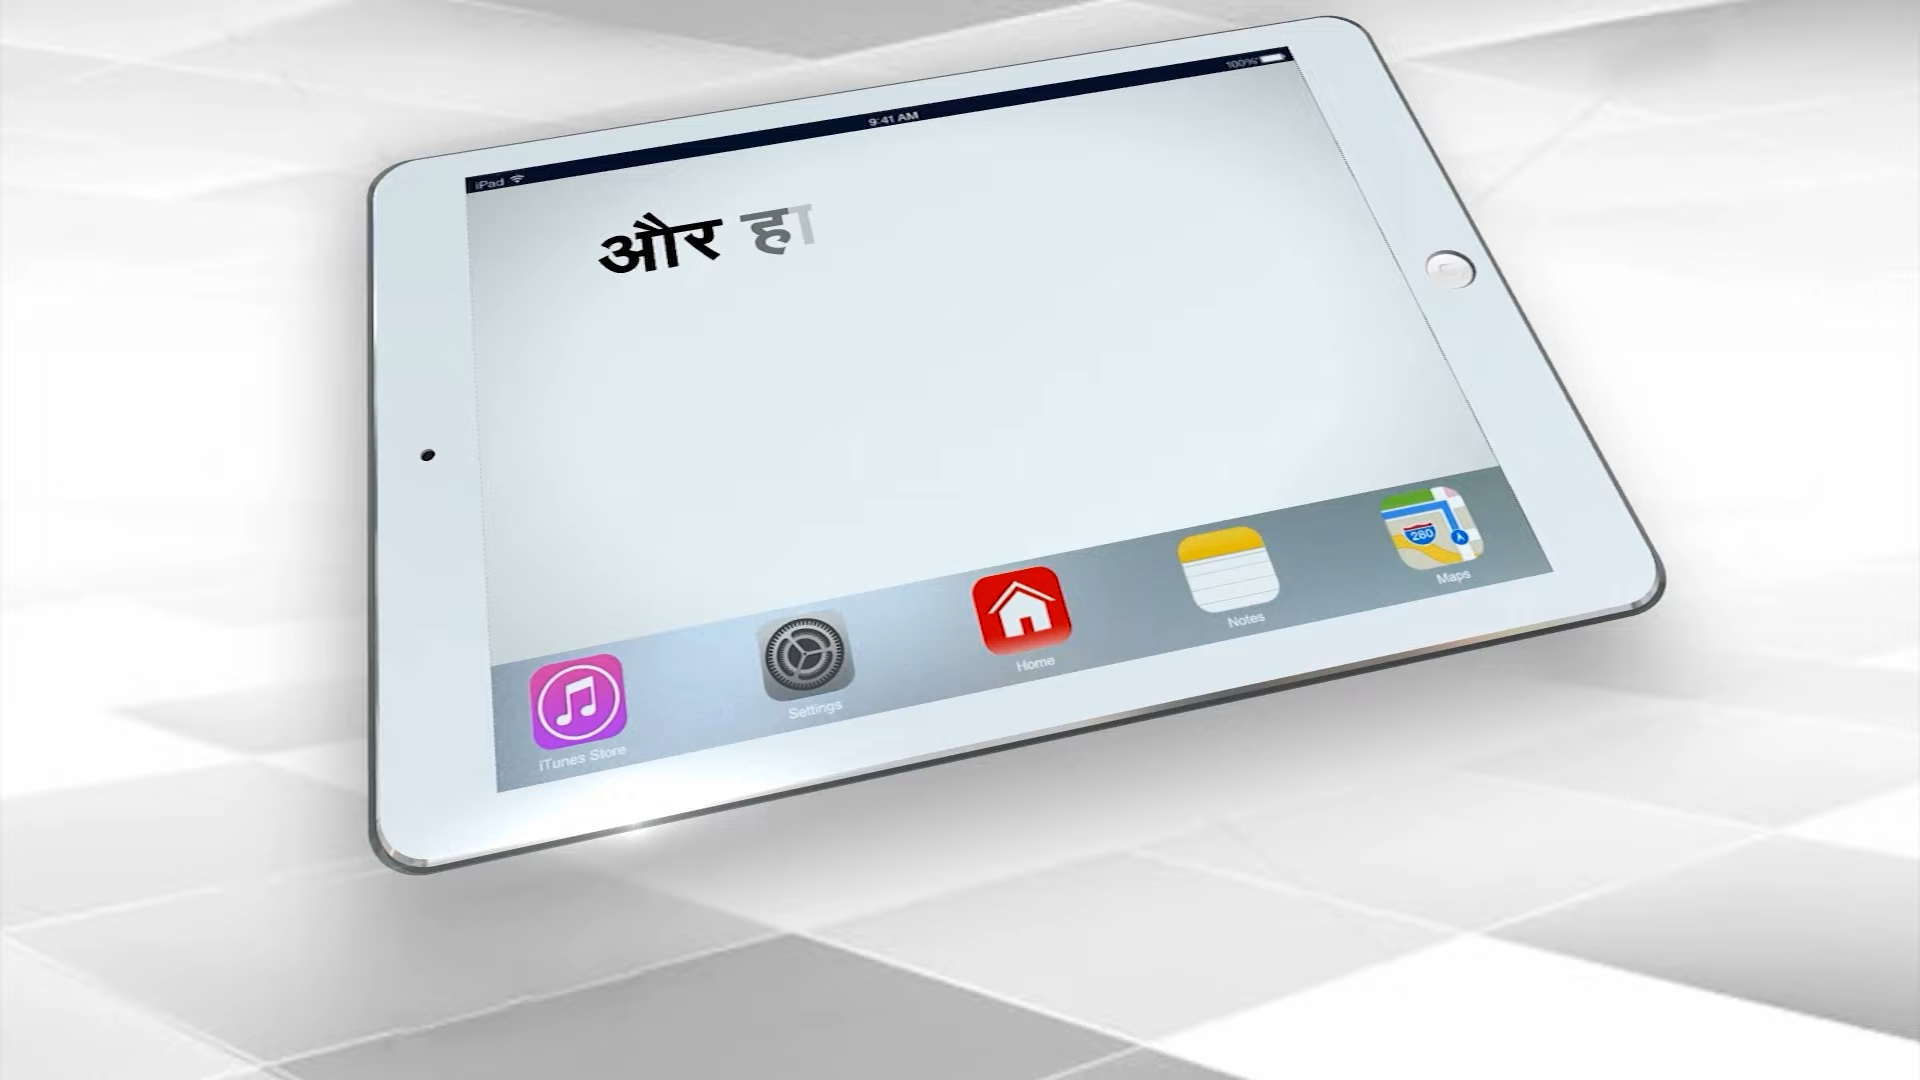 iPad 9:41 AM 100%
और हा
iTunes Store Settings Home Notes Maps
280